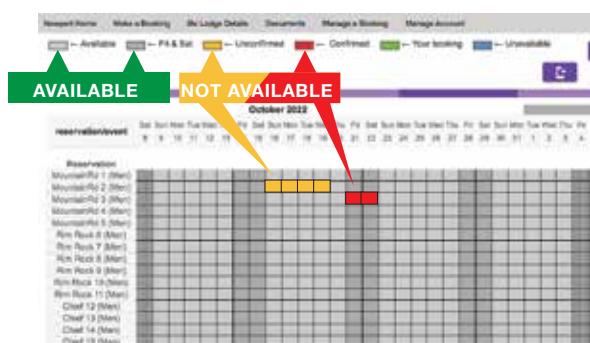 Newport Home Make a Booking Be Lodge Details Documents Manage a Booking Manage Account
– Available – Fri & Sat – Unconfirmed – Confirmed – Your booking – Unavailable
AVAILABLE NOT AVAILABLE
October 2022
reservation/event Sat Sun Mon Tue Wed Fri Sat Sun Mon Tue Wed Thu Fri Sat Sun Mon Tue Wed Thu Fri Sat Sun Mon Tue Wed Thu Fri
8 9 10 11 12 15 16 17 18 19 21 22 23 24 25 26 27 28 29 30 31 1 2 3 4
Reservation
MountainRd 1 (Men)
MountainRd 2 (Men)
MountainRd 3 (Men)
MountainRd 4 (Men)
MountainRd 5 (Men)
Rim Rock 6 (Men)
Rim Rock 7 (Men)
Rim Rock 8 (Men)
Rim Rock 9 (Men)
Rim Rock 10 (Men)
Rim Rock 11 (Men)
Chief 12 (Men)
Chief 13 (Men)
Chief 14 (Men)
Chief 15 (Men)